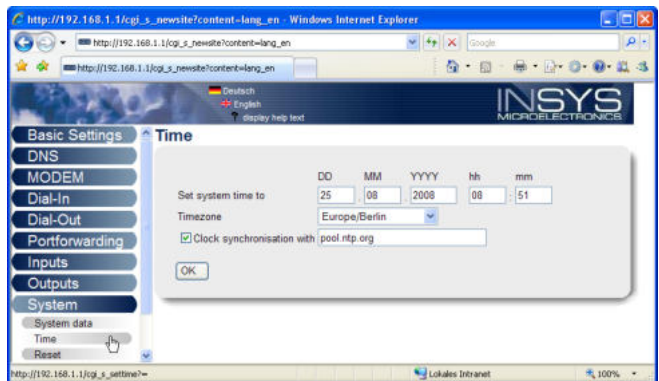 http://192.168.1.1/cgi_s_newsite?content=lang_en - Windows Internet Explorer
http://192.168.1.1/cgi_s_newsite?content=lang_en
Google
http://192.168.1.1/cgi_s_newsite?content=lang_en
Deutsch
English
display help text
INSYS
MICROELECTRONICS
Basic Settings
DNS
MODEM
Dial-In
Dial-Out
Portforwarding
Inputs
Outputs
System
System data
Time
Reset
Time
DD MM YYYY hh mm
Set system time to 25 . 08 . 2008 08 : 51
Timezone Europe/Berlin
Clock synchronisation with pool.ntp.org
OK
http://192.168.1.1/cgi_s_settime?=
Lokales Intranet
100%